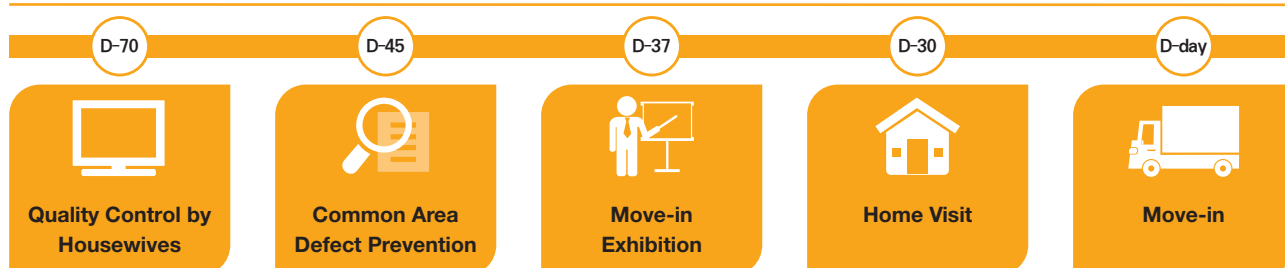 D-70
D-45
D-37
D-30
D-day
Quality Control by
Housewives
Common Area
Defect Prevention
Move-in
Exhibition
Home Visit
Move-in